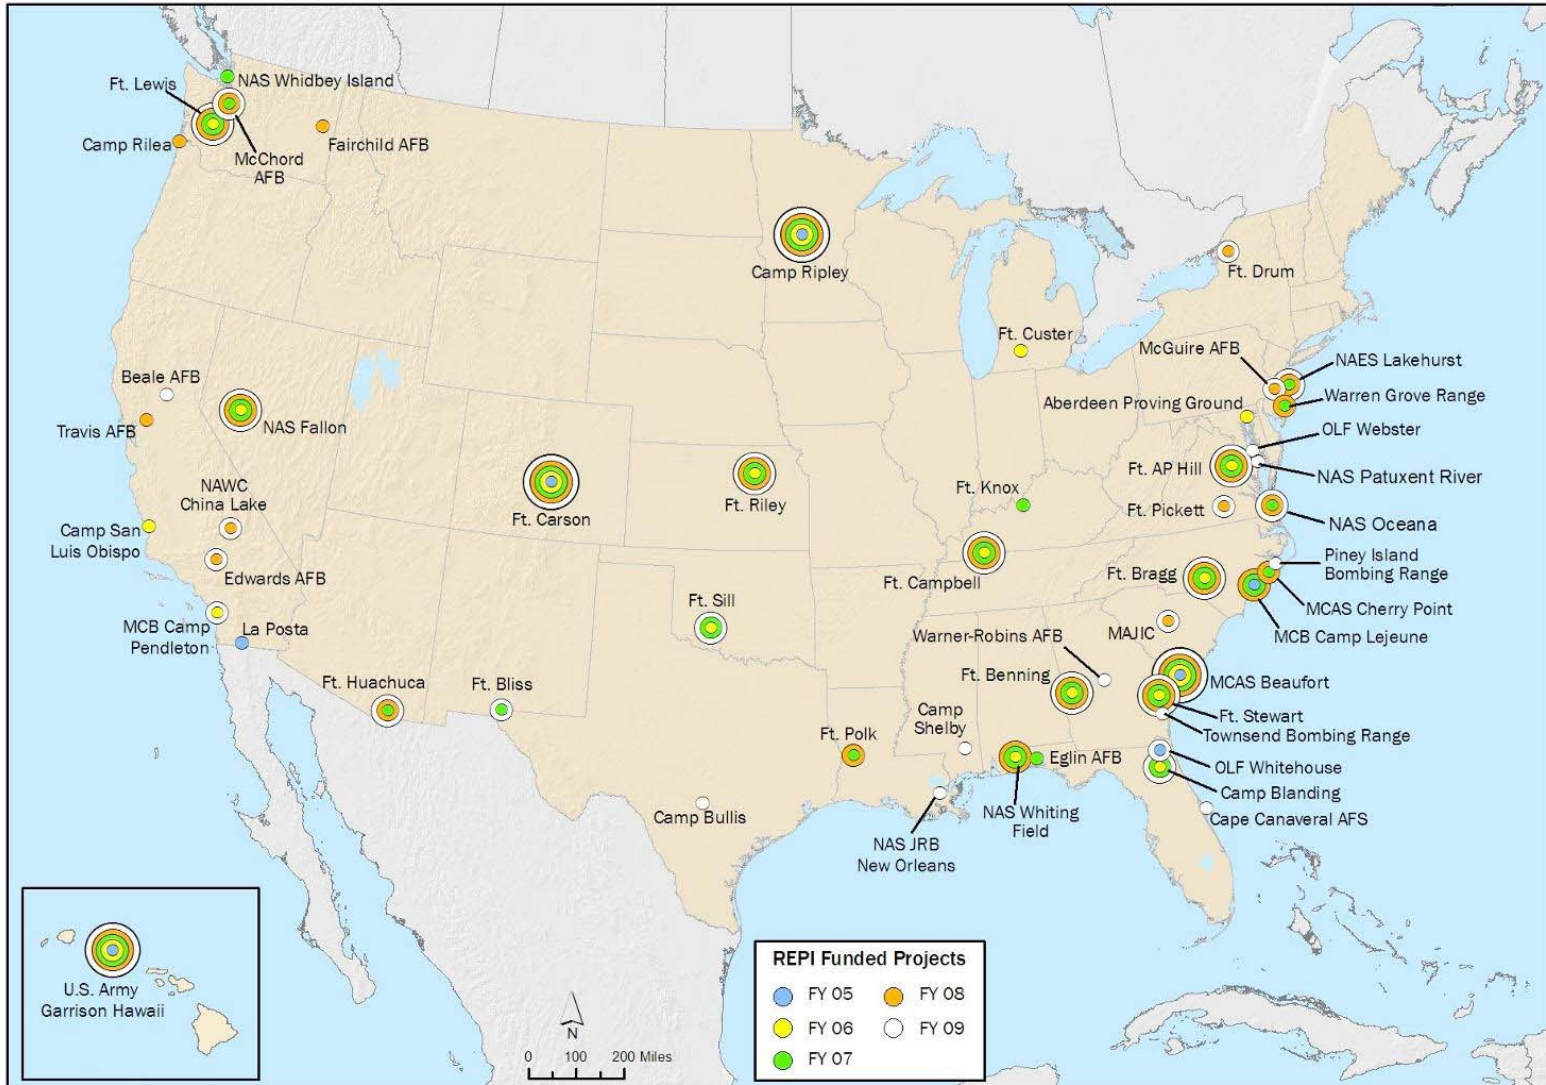 NAS Whidbey Island
Ft. Lewis
Camp Rilea
McChord
AFB
Fairchild AFB
Camp Ripley
Ft. Drum
Ft. Custer
McGuire AFB
NAES Lakehurst
Warren Grove Range
Aberdeen Proving Ground
OLF Webster
Beale AFB
Travis AFB
NAS Fallon
NAWC
China Lake
Ft. Carson
Ft. Riley
Ft. Knox
Ft. AP Hill
NAS Patuxent River
Ft. Pickett
NAS Oceana
Camp San
Luis Obispo
Edwards AFB
Ft. Campbell
Ft. Bragg
Piney Island
Bombing Range
MCAS Cherry Point
MCB Camp Lejeune
Ft. Sill
MCB Camp
Pendleton
La Posta
MAJIC
Warner-Robins AFB
Ft. Benning
MCAS Beaufort
Ft. Huachuca
Ft. Bliss
Camp
Shelby
Ft. Stewart
Townsend Bombing Range
Ft. Polk
Eglin AFB
OLF Whitehouse
Camp Blanding
Cape Canaveral AFS
Camp Bullis
NAS JRB
New Orleans
NAS Whiting
Field
U.S. Army
Garrison Hawaii
N
0 100 200 Miles
REPI Funded Projects
FY 05
FY 08
FY 06
FY 09
FY 07